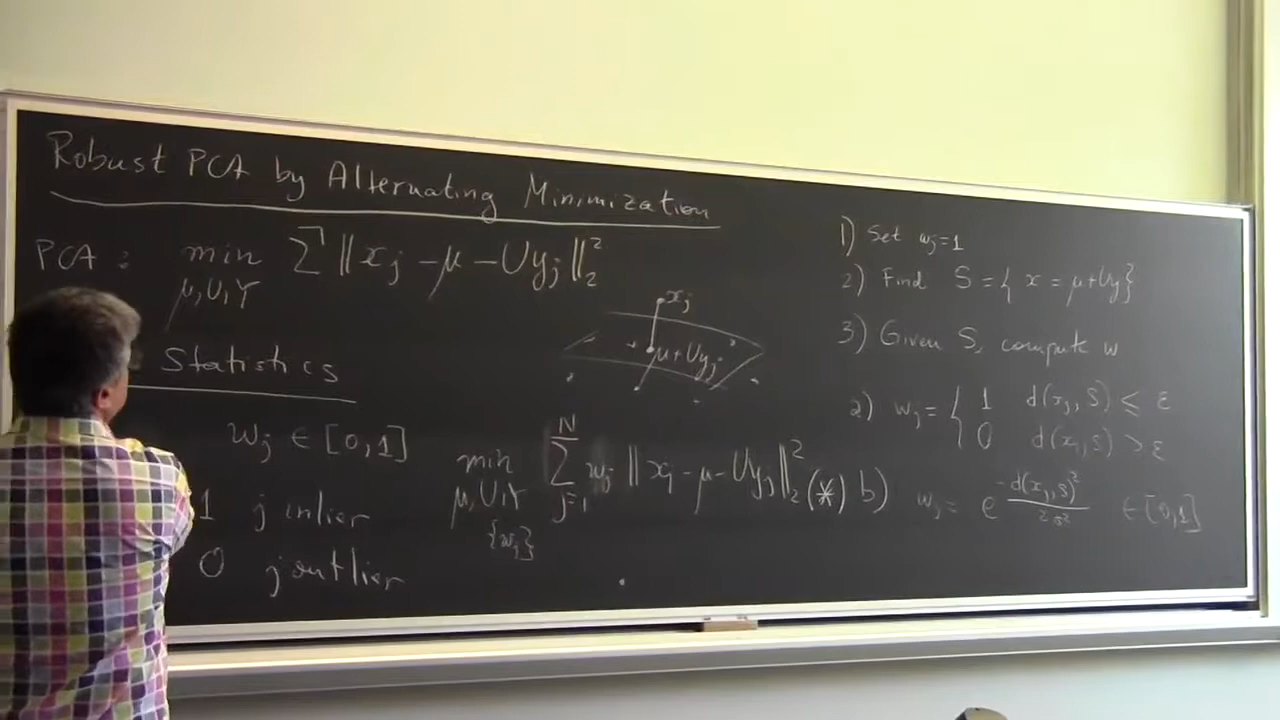 Robust PCA by Alternating Minimization
PCA : min Σ ‖xj - μ - Uyj‖₂²
μ, U, Y
xj
μ+Uyj
Statistics
wj ∈ [0,1]
1 j inlier
0 j outlier
min Σ wj ‖xj - μ - Uyj‖₂² (*)
μ, U, Y
{wj}
N
j=1
1) Set wj=1
2) Find S = { x = μ+Uy}
3) Given S, compute w
a) wj = { 1 d(xj, S) ≤ ε
0 d(xj, S) > ε
b) wj = e^(-d(xj, S)²/2σ²) ∈ [0,1]